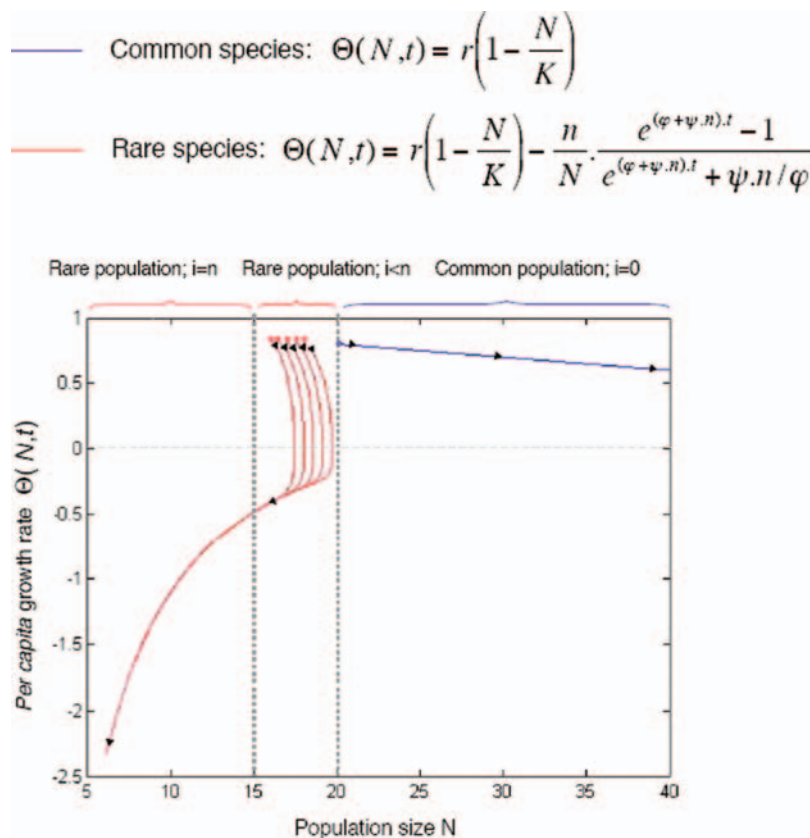 Common species: Θ(N,t) = r(1 − N/K)
Rare species: Θ(N,t) = r(1 − N/K) − n/N . (e^(φ+ψ.n).t − 1)/(e^(φ+ψ.n).t + ψ.n/φ)
Rare population; i=n Rare population; i<n Common population; i=0
1
0.5
0
-0.5
-1
-1.5
-2
-2.5
Per capita growth rate Θ(N,t)
5 10 15 20 25 30 35 40
Population size N